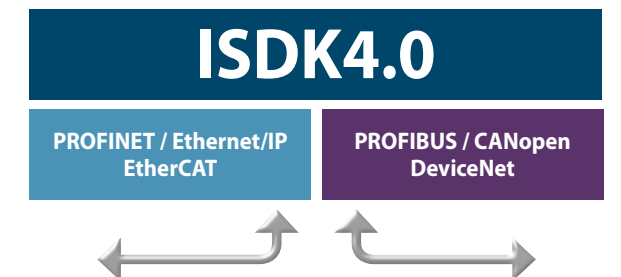 ISDK4.0
PROFINET / Ethernet/IP
EtherCAT
PROFIBUS / CANopen
DeviceNet